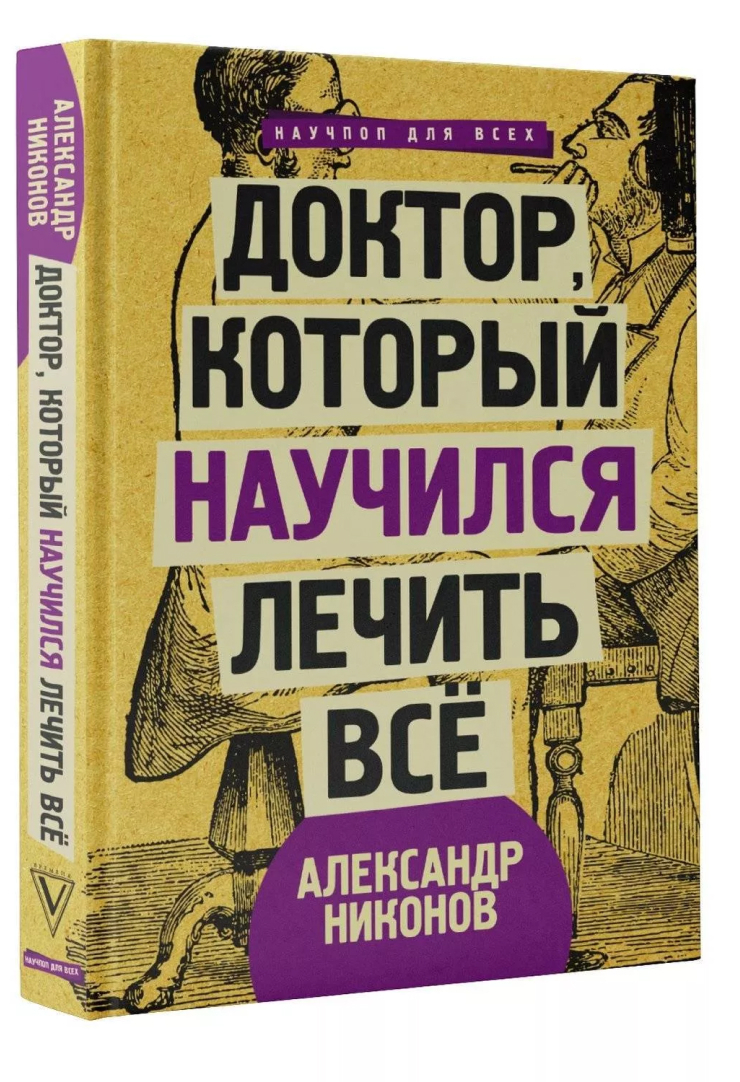 НАУЧПОП ДЛЯ ВСЕХ
ДОКТОР,
КОТОРЫЙ
НАУЧИЛСЯ
ЛЕЧИТЬ
ВСЁ
АЛЕКСАНДР
НИКОНОВ
АЛЕКСАНДР
НИКОНОВ
ДОКТОР, КОТОРЫЙ НАУЧИЛСЯ ЛЕЧИТЬ ВСЁ
ВРЕМЕНА
V
НАУЧПОП ДЛЯ ВСЕХ